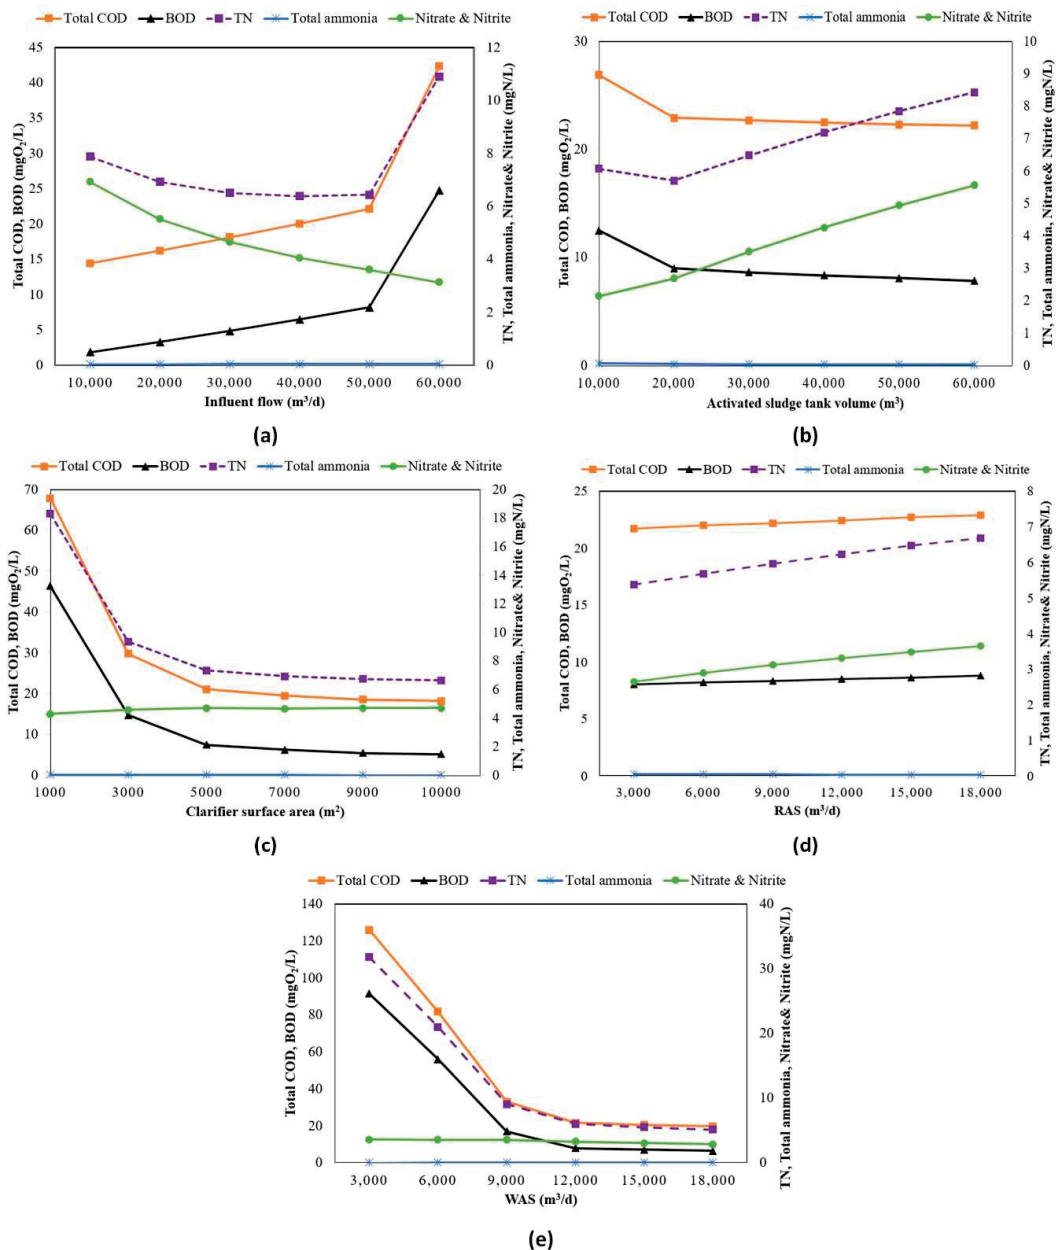 Total COD BOD TN Total ammonia Nitrate & Nitrite
45
40
35
30
25
20
15
10
5
0
Total COD, BOD (mgO₂/L)
12
10
8
6
4
2
0
TN, Total ammonia, Nitrate& Nitrite (mgN/L)
10,000 20,000 30,000 40,000 50,000 60,000
Influent flow (m³/d)
(a)
Total COD BOD TN Total ammonia Nitrate & Nitrite
30
20
10
0
Total COD, BOD (mgO₂/L)
10
9
8
7
6
5
4
3
2
1
0
TN, Total ammonia, Nitrate& Nitrite (mgN/L)
10,000 20,000 30,000 40,000 50,000 60,000
Activated sludge tank volume (m³)
(b)
Total COD BOD TN Total ammonia Nitrate & Nitrite
70
60
50
40
30
20
10
0
Total COD, BOD (mgO₂/L)
20
18
16
14
12
10
8
6
4
2
0
TN, Total ammonia, Nitrate& Nitrite (mgN/L)
1000 3000 5000 7000 9000 10000
Clarifier surface area (m²)
(c)
Total COD BOD TN Total ammonia Nitrate & Nitrite
25
20
15
10
5
0
Total COD, BOD (mgO₂/L)
8
7
6
5
4
3
2
1
0
TN, Total ammonia, Nitrate& Nitrite (mgN/L)
3,000 6,000 9,000 12,000 15,000 18,000
RAS (m³/d)
(d)
Total COD BOD TN Total ammonia Nitrate & Nitrite
140
120
100
80
60
40
20
0
Total COD, BOD (mgO₂/L)
40
30
20
10
0
TN, Total ammonia, Nitrate& Nitrite (mgN/L)
3,000 6,000 9,000 12,000 15,000 18,000
WAS (m³/d)
(e)